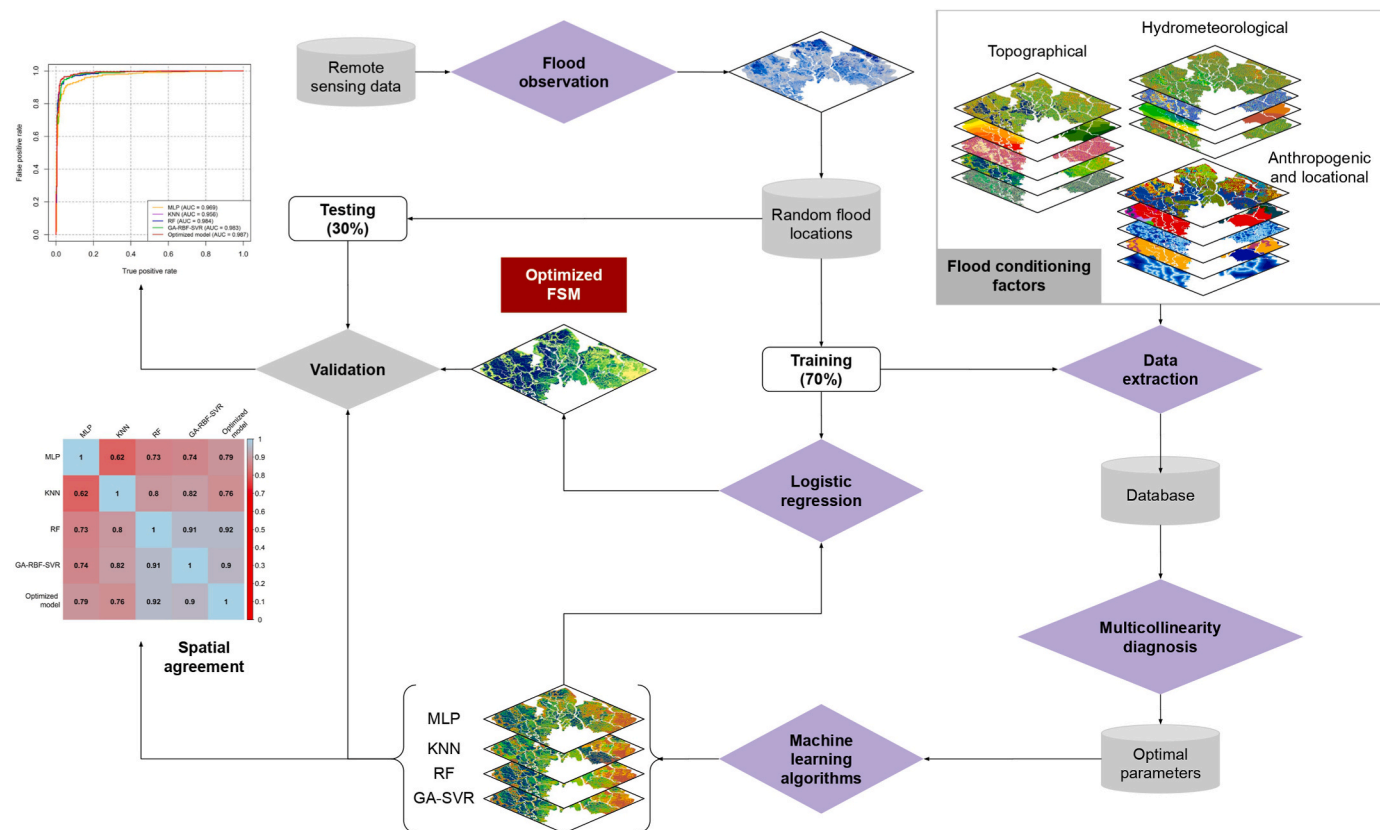 Remote
sensing data
Flood
observation
Topographical
Hydrometeorological
Anthropogenic
and locational
Flood conditioning
factors
False positive rate
1.0
0.8
0.6
0.4
0.2
0.0
MLP (AUC = 0.969)
KNN (AUC = 0.956)
RF (AUC = 0.984)
GA-RBF-SVR (AUC = 0.983)
Optimized model (AUC = 0.987)
0.0 0.2 0.4 0.6 0.8 1.0
True positive rate
Testing
(30%)
Random flood
locations
Optimized
FSM
Validation
Training
(70%)
Data
extraction
Logistic
regression
Database
Multicollinearity
diagnosis
Optimal
parameters
Machine
learning
algorithms
MLP
KNN
RF
GA-SVR
MLP KNN RF GA-RBF-SVR Optimized
model
MLP 1 0.62 0.73 0.74 0.79
KNN 0.62 1 0.8 0.82 0.76
RF 0.73 0.8 1 0.91 0.92
GA-RBF-SVR 0.74 0.82 0.91 1 0.9
Optimized
model 0.79 0.76 0.92 0.9 1
1
0.9
0.8
0.7
0.6
0.5
0.4
0.3
0.2
0.1
0
Spatial
agreement